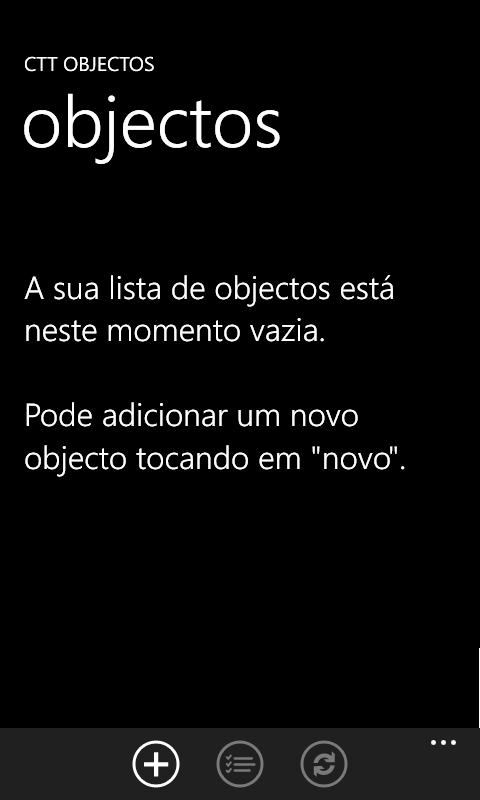 CTT OBJECTOS
objectos
A sua lista de objectos está
neste momento vazia.
Pode adicionar um novo
objecto tocando em "novo".